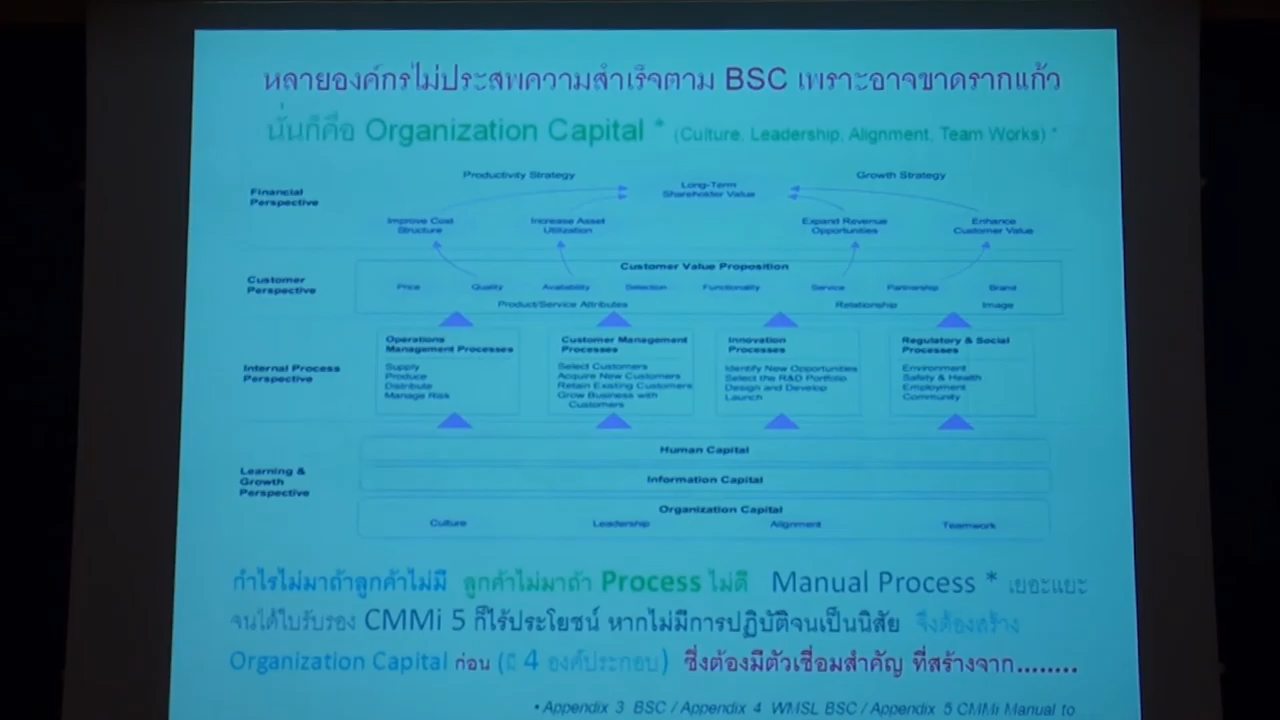 หลายองค์กรไม่ประสพความสำเร็จตาม BSC เพราะอาจขาดรากแก้ว
นั่นก็คือ Organization Capital * (Culture, Leadership, Alignment, Team Works) *
Productivity Strategy
Growth Strategy
Financial
Perspective
Long-Term
Shareholder Value
Improve Cost
Structure
Increase Asset
Utilization
Expand Revenue
Opportunities
Enhance
Customer Value
Customer
Perspective
Customer Value Proposition
Price Quality Availability Selection Functionality Service Partnership Brand
Product/Service Attributes Relationship Image
Internal Process
Perspective
Operations
Management Processes
Supply
Produce
Distribute
Manage Risk
Customer Management
Processes
Select Customers
Acquire New Customers
Retain Existing Customers
Grow Business with
Customers
Innovation
Processes
Identify New Opportunities
Select the R&D Portfolio
Design and Develop
Launch
Regulatory & Social
Processes
Environment
Safety & Health
Employment
Community
Learning &
Growth
Perspective
Human Capital
Information Capital
Organization Capital
Culture Leadership Alignment Teamwork
กำไรไม่มาถ้าลูกค้าไม่มี ลูกค้าไม่มาถ้า Process ไม่ดี Manual Process * เยอะแยะ
จนได้ใบรับรอง CMMi 5 ก็ไร้ประโยชน์ หากไม่มีการปฏิบัติจนเป็นนิสัย จึงต้องสร้าง
Organization Capital ก่อน (มี 4 องค์ประกอบ) ซึ่งต้องมีตัวเชื่อมสำคัญ ที่สร้างจาก........
• Appendix 3 BSC / Appendix 4 WMSL BSC / Appendix 5 CMMi Manual to